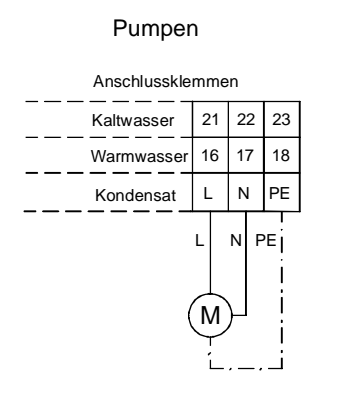 Pumpen
Anschlussklemmen
Kaltwasser 21 22 23
Warmwasser 16 17 18
Kondensat L N PE
L N PE
M